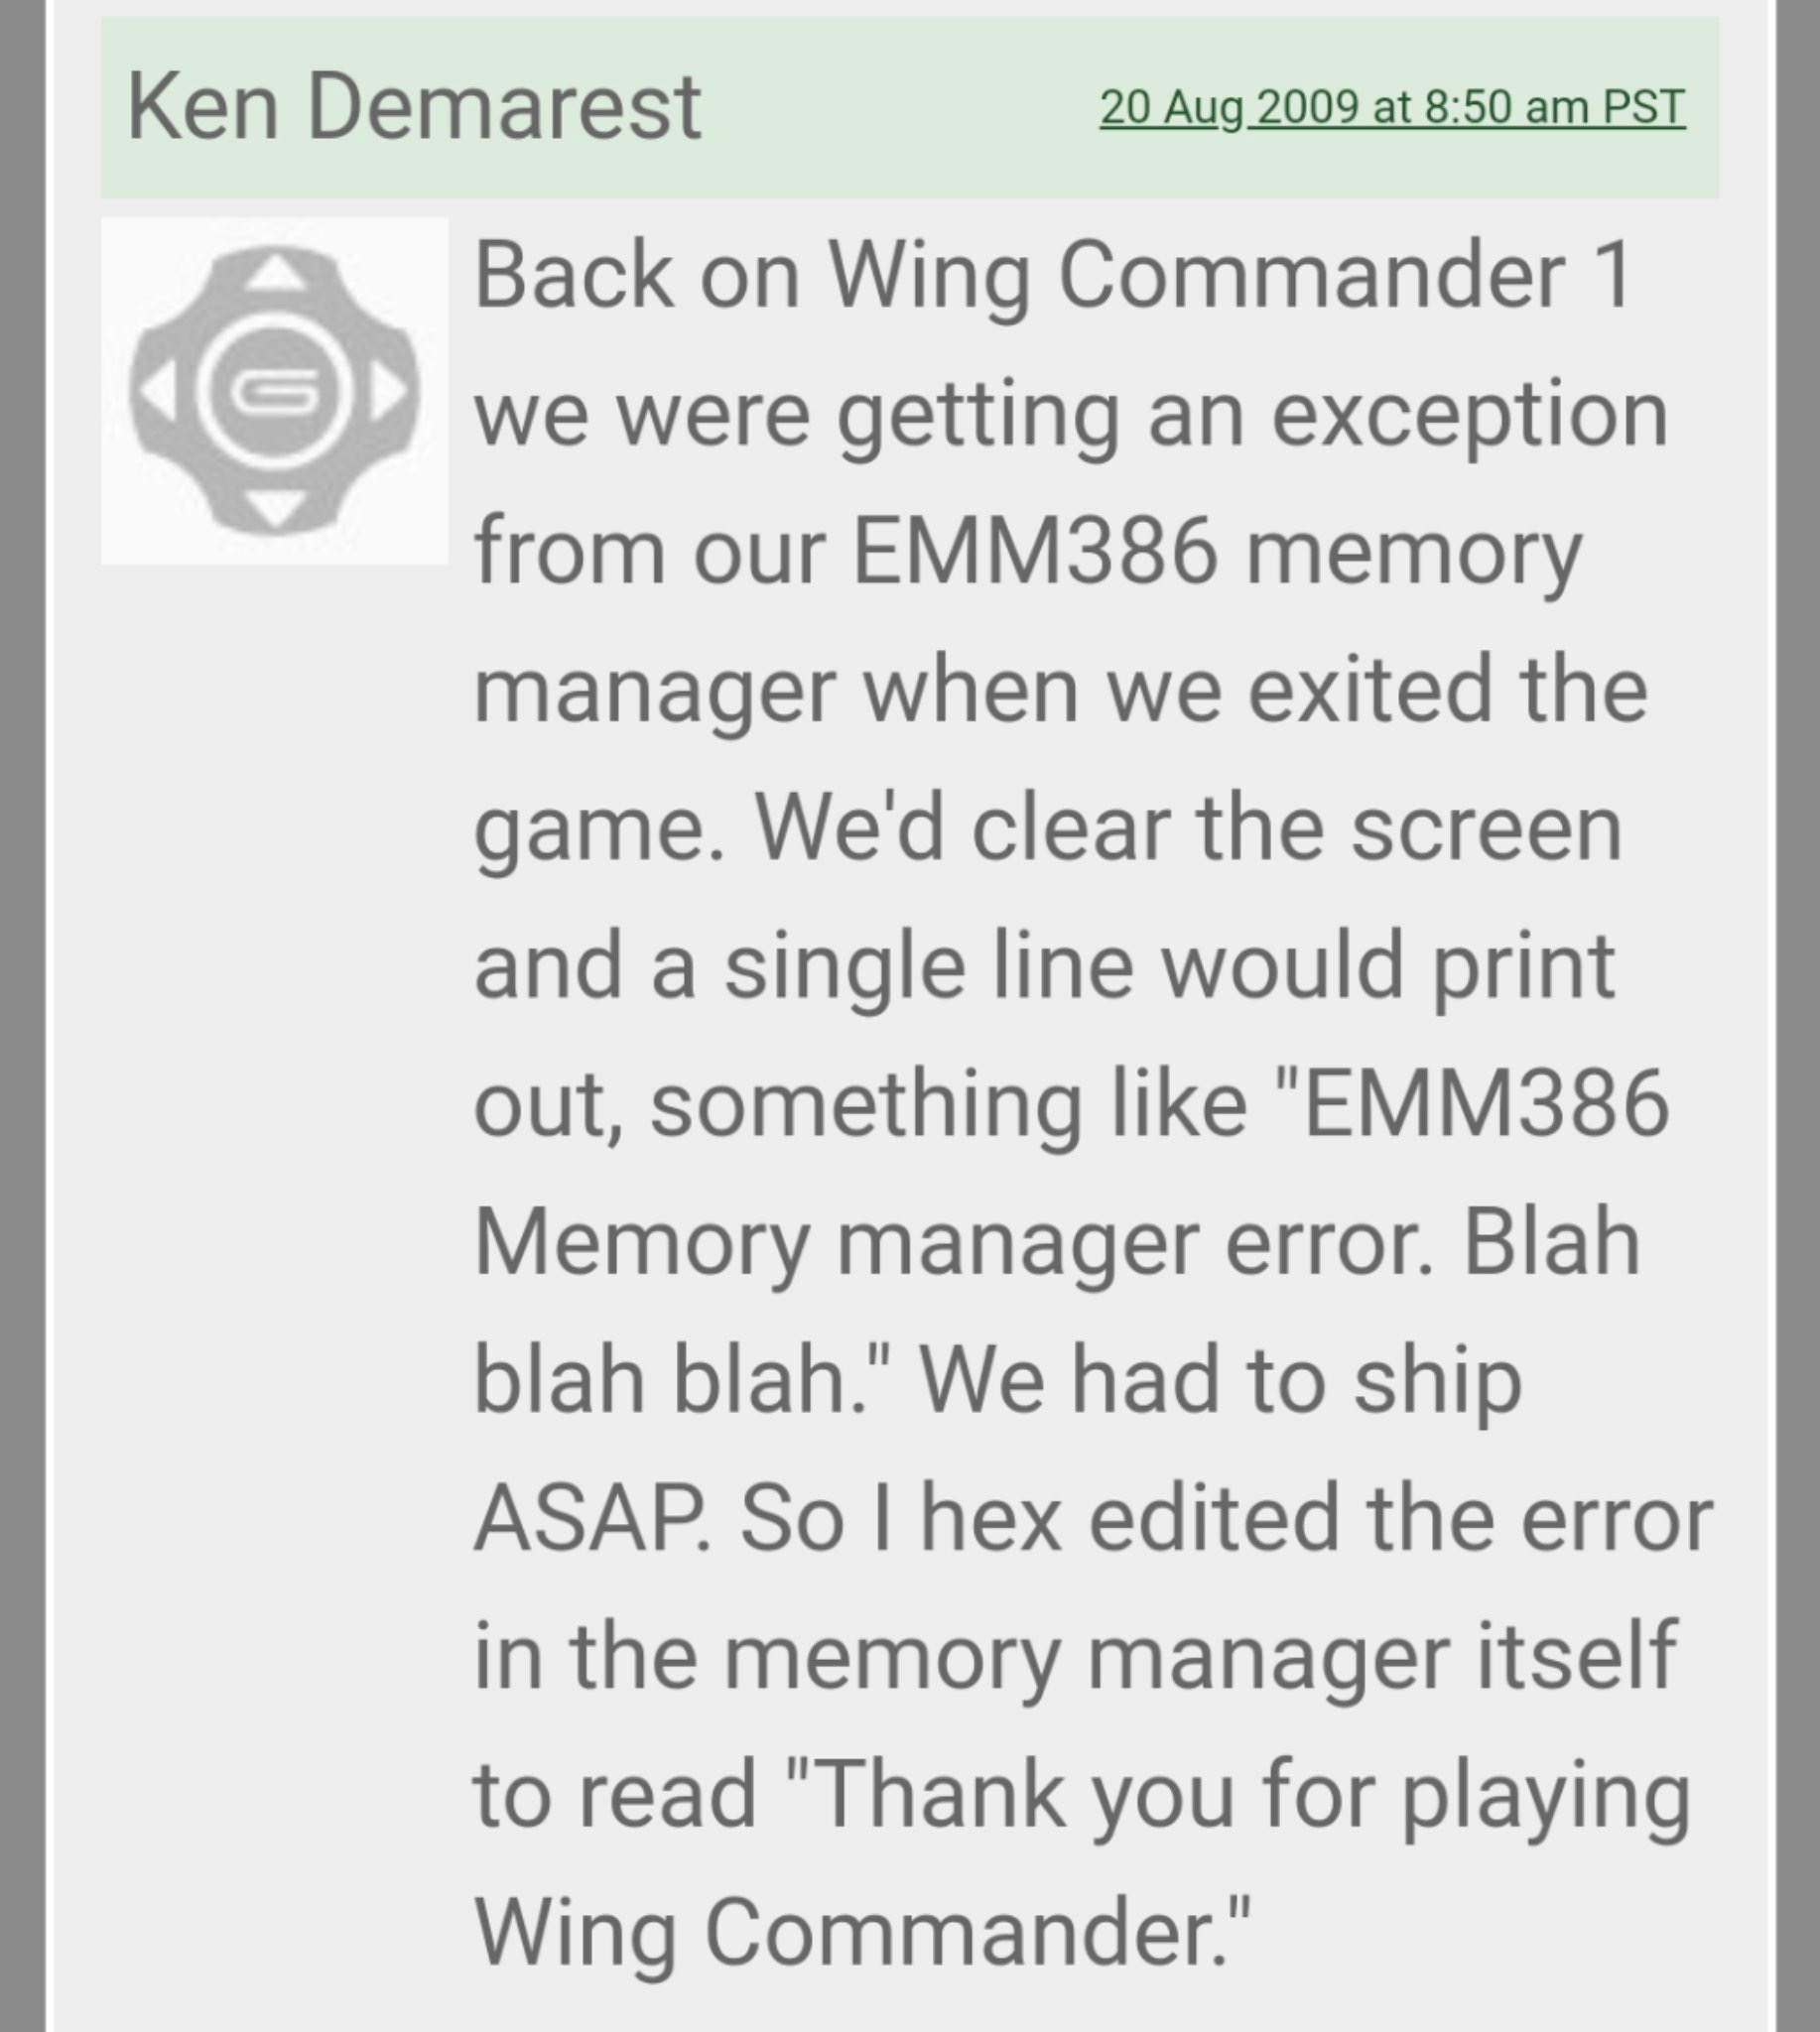 Ken Demarest
20 Aug 2009 at 8:50 am PST
Back on Wing Commander 1
we were getting an exception
from our EMM386 memory
manager when we exited the
game. We'd clear the screen
and a single line would print
out, something like "EMM386
Memory manager error. Blah
blah blah." We had to ship
ASAP. So I hex edited the error
in the memory manager itself
to read "Thank you for playing
Wing Commander."